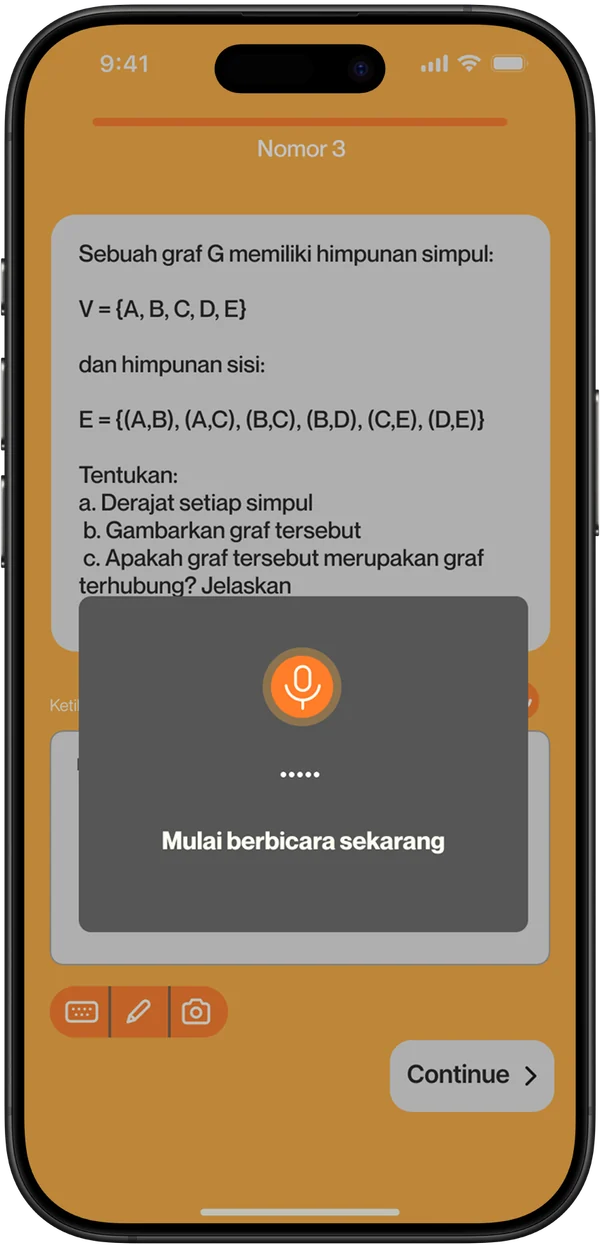 9:41
Nomor 3
Sebuah graf G memiliki himpunan simpul:
V = {A, B, C, D, E}
dan himpunan sisi:
E = {(A,B), (A,C), (B,C), (B,D), (C,E), (D,E)}
Tentukan:
a. Derajat setiap simpul
b. Gambarkan graf tersebut
c. Apakah graf tersebut merupakan graf
terhubung? Jelaskan
.....
Mulai berbicara sekarang
Continue